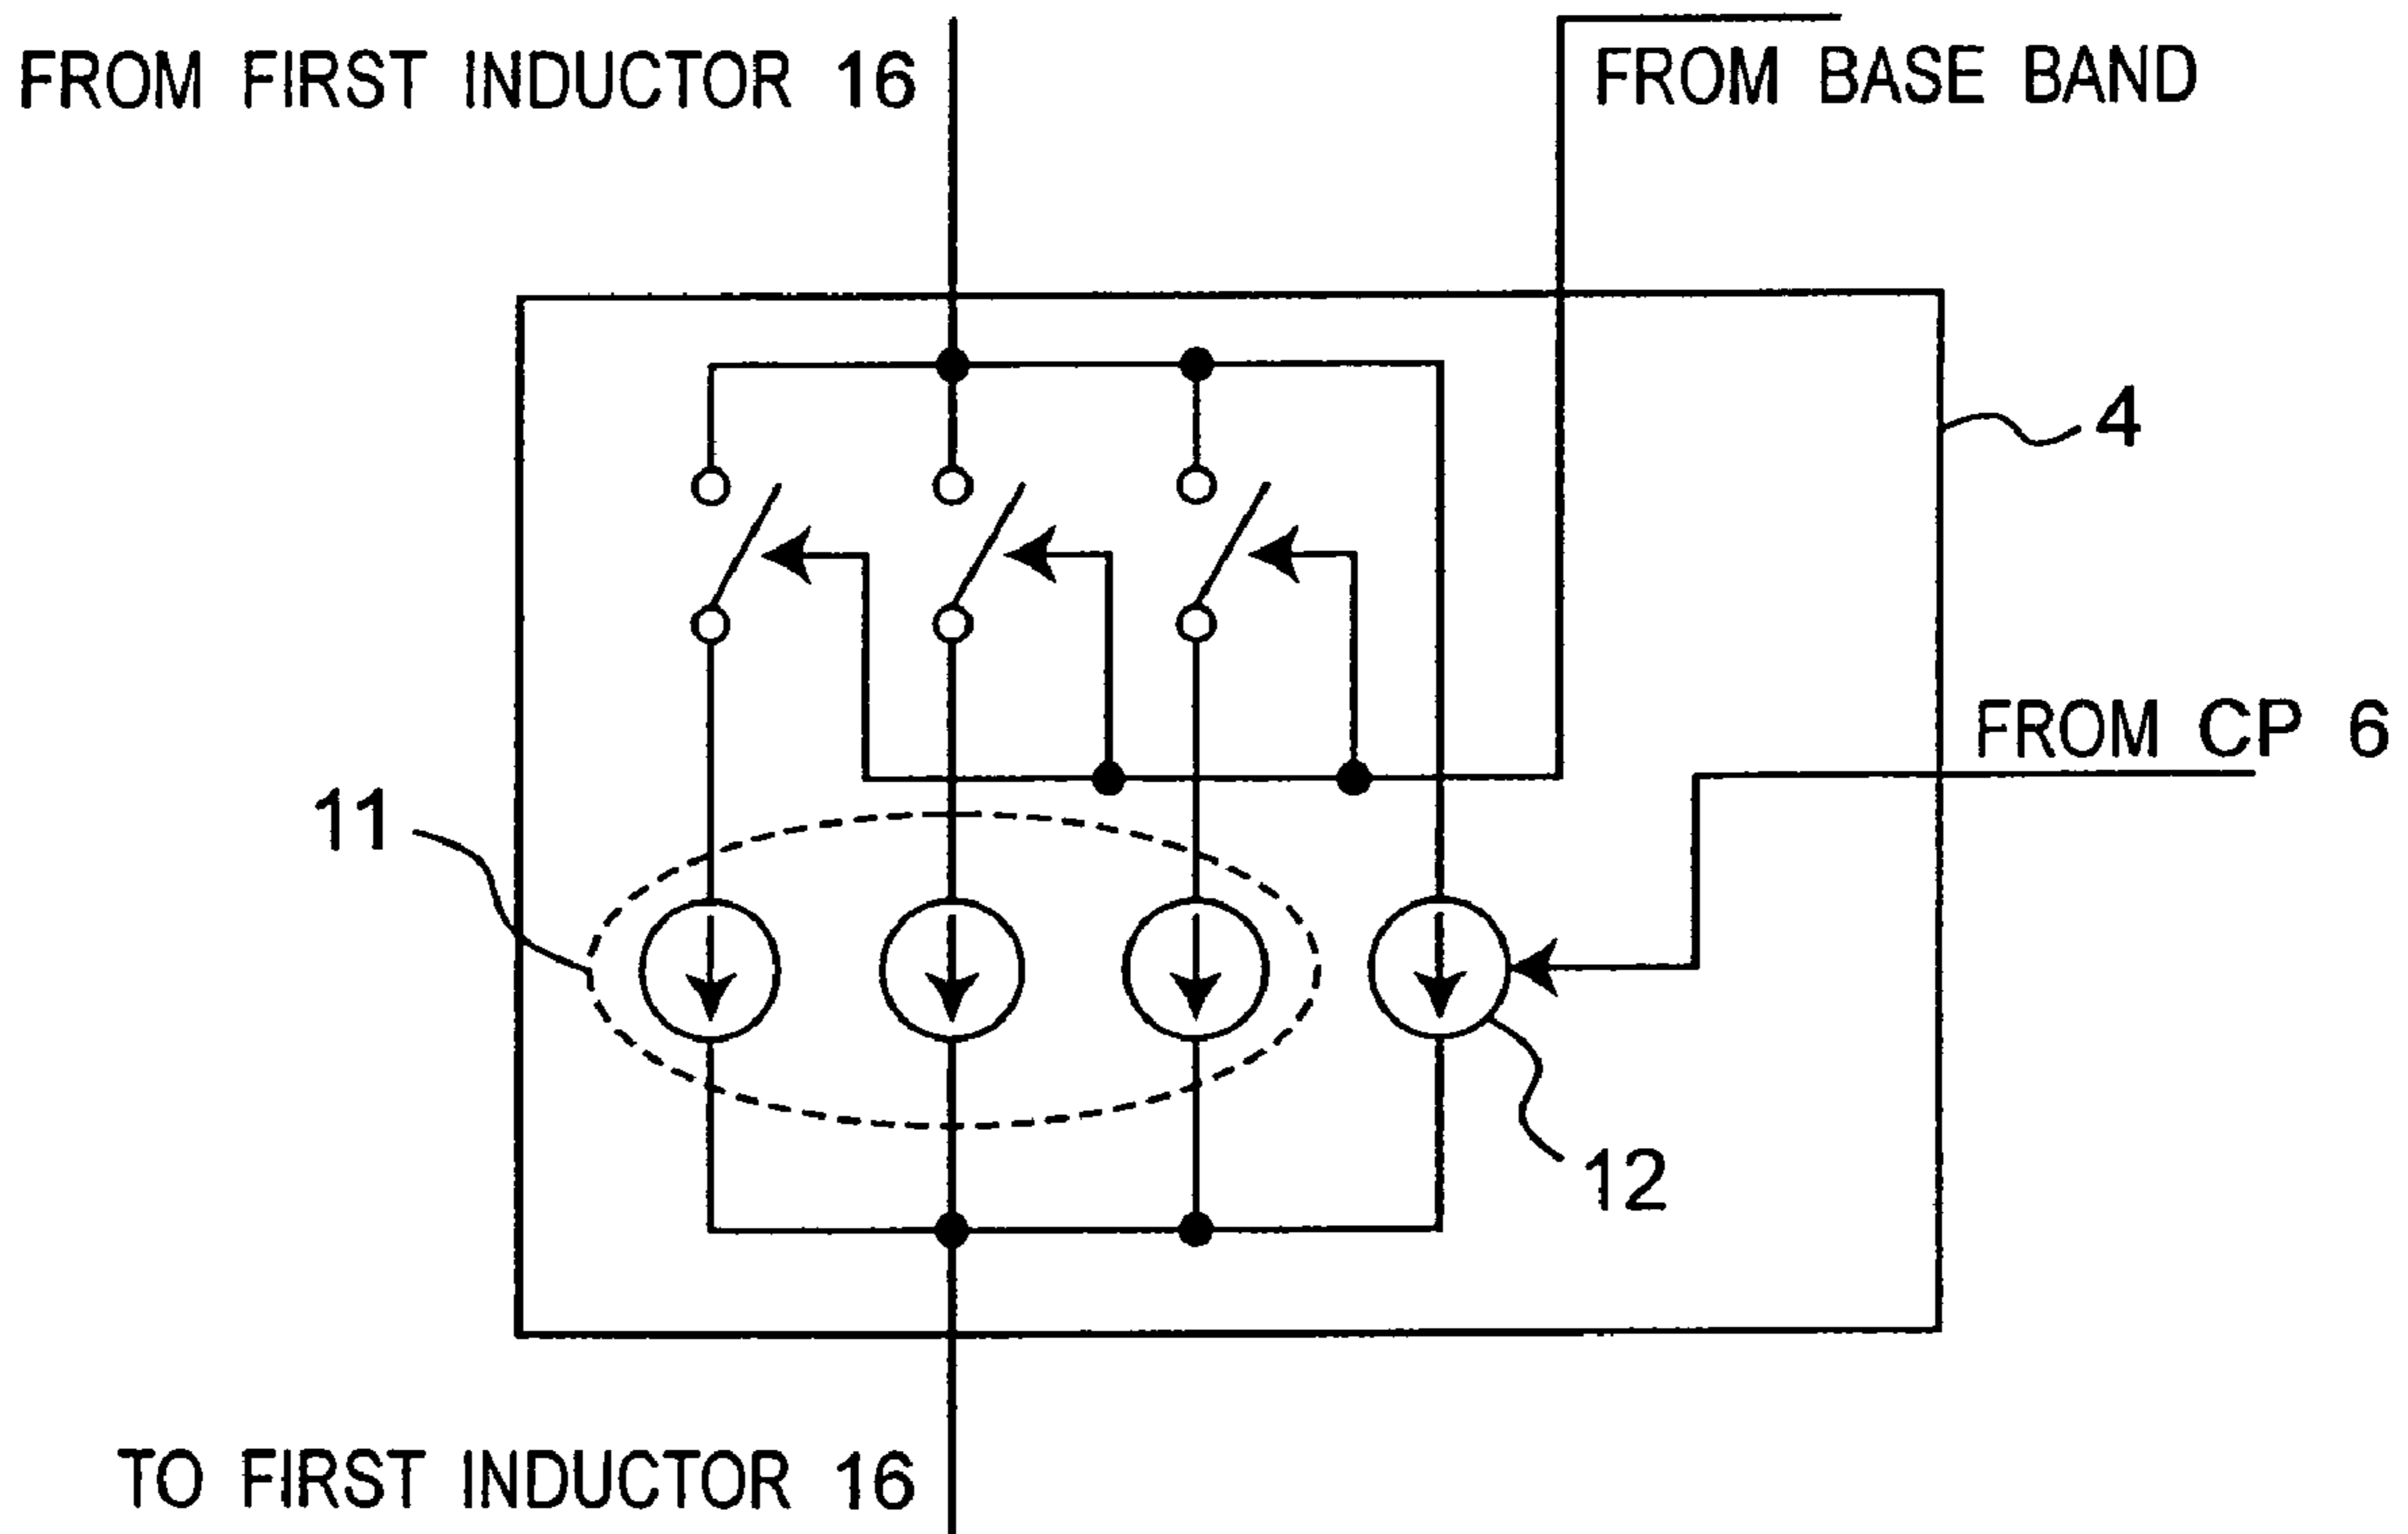 FROM FIRST INDUCTOR 16
FROM BASE BAND
4
FROM CP 6
11
12
TO FIRST INDUCTOR 16